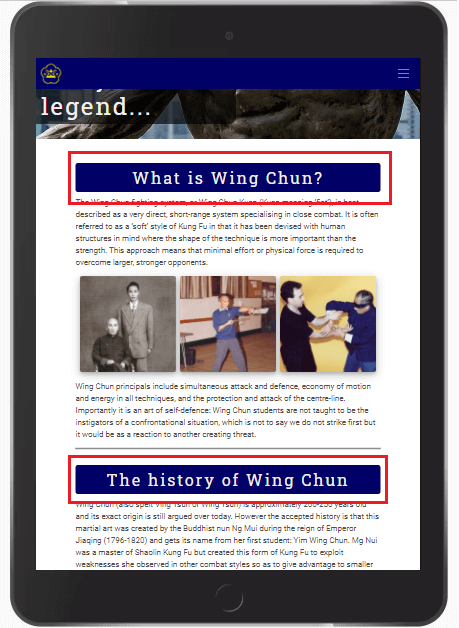 legend...
What is Wing Chun?
The Wing Chun fighting system, or Wing Chun Kuen (Kuen meaning 'fist'), is best
described as a very direct, short-range system specialising in close combat. It is often
referred to as a 'soft' style of Kung Fu in that it has been devised with human
structures in mind where the shape of the technique is more important than the
strength. This approach means that minimal effort or physical force is required to
overcome larger, stronger opponents.
Wing Chun principals include simultaneous attack and defence, economy of motion
and energy in all techniques, and the protection and attack of the centre-line.
Importantly it is an art of self-defence: Wing Chun students are not taught to be the
instigators of a confrontational situation, which is not to say we do not strike first but
it would be as a reaction to another creating threat.
The history of Wing Chun
Wing Chun (also spelt Ving Tsun or Wing Tsun) is approximately 200-250 years old
and its exact origin is still argued over today. However the accepted history is that this
martial art was created by the Buddhist nun Ng Mui during the reign of Emperor
Jiaqing (1796-1820) and gets its name from her first student: Yim Wing Chun. Mg Nui
was a master of Shaolin Kung Fu but created this form of Kung Fu to exploit
weaknesses she observed in other combat styles so as to give advantage to smaller